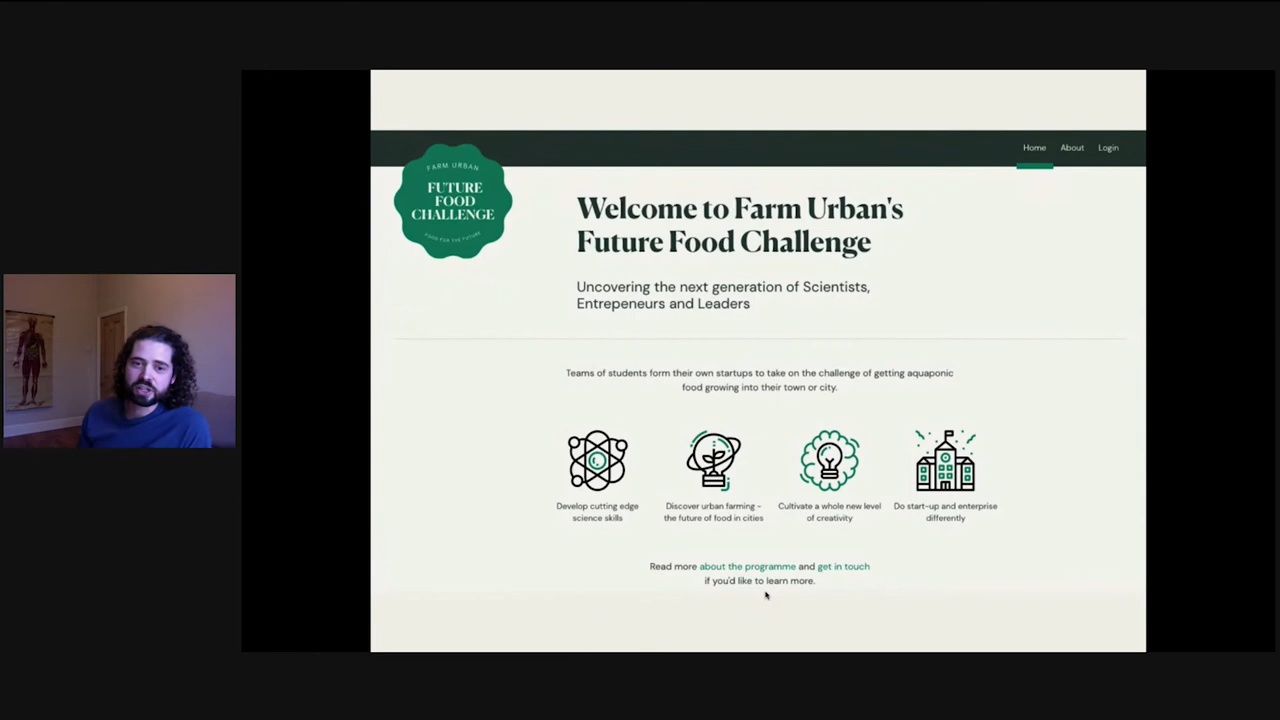 Home About Login
FARM URBAN
FUTURE
FOOD
CHALLENGE
FOOD FOR THE FUTURE
Welcome to Farm Urban's
Future Food Challenge
Uncovering the next generation of Scientists,
Entrepeneurs and Leaders
Teams of students form their own startups to take on the challenge of getting aquaponic
food growing into their town or city.
Develop cutting edge
science skills
Discover urban farming -
the future of food in cities
Cultivate a whole new level
of creativity
Do start-up and enterprise
differently
Read more about the programme and get in touch
if you'd like to learn more.